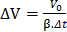 ΔV = V₀ / β.Δt